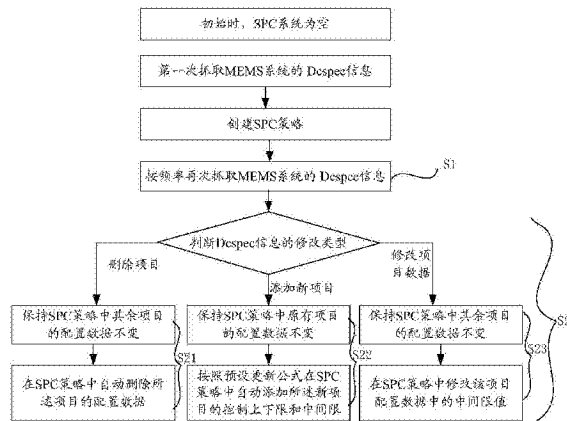 初始时，SPC系统为空
第一次抓取MEMS系统的 Dcspec信息
创建SPC策略
按频率再次抓取MEMS系统的 Dcspec信息
S1
判断Dcspec信息的修改类型
删除项目
添加新项目
修改项
目数据
保持SPC策略中其余项目
的配置数据不变
在SPC策略中自动删除所
述项目的配置数据
S21
保持SPC策略中原有项目
的配置数据不变
按照预设更新公式在SPC
策略中自动添加所述新项
目的控制上下限和中间限
S22
保持SPC策略中其余项目
的配置数据不变
在SPC策略中修改该项目
配置数据中的中间限值
S23